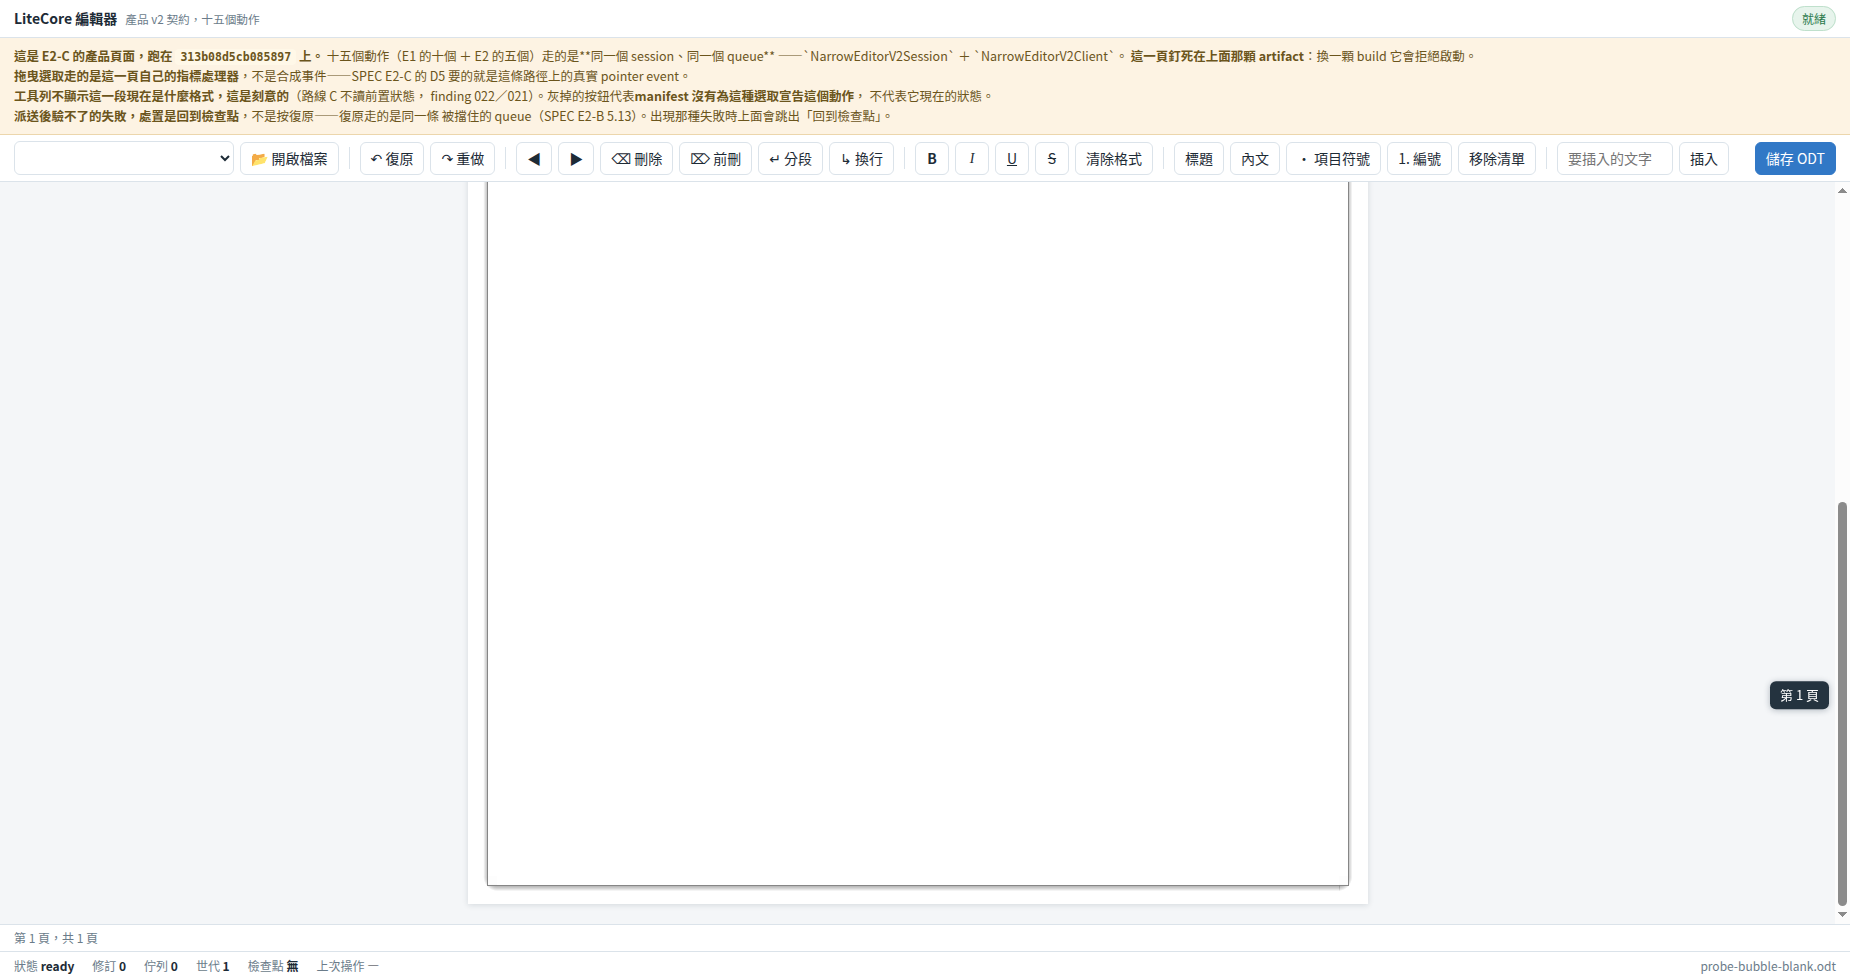 LiteCore 編輯器 產品 v2 契約，十五個動作 就緒
這是 E2-C 的產品頁面，跑在 313b08d5cb085897 上。 十五個動作（E1 的十個 ＋ E2 的五個）走的是**同一個 session、同一個 queue** ——`NarrowEditorV2Session` ＋ `NarrowEditorV2Client`。 這一頁釘死在上面那顆 artifact：換一顆 build 它會拒絕啟動。
拖曳選取走的是這一頁自己的指標處理器，不是合成事件——SPEC E2-C 的 D5 要的就是這條路徑上的真實 pointer event。
工具列不顯示這一段現在是什麼格式，這是刻意的（路線 C 不讀前置狀態， finding 022／021）。灰掉的按鈕代表manifest 沒有為這種選取宣告這個動作， 不代表它現在的狀態。
派送後驗不了的失敗，處置是回到檢查點，不是按復原——復原走的是同一條 被擋住的 queue（SPEC E2-B 5.13）。出現那種失敗時上面會跳出「回到檢查點」。
📂 開啟檔案 ↶ 復原 ↷ 重做 ◀ ▶ ⌫ 刪除 ⌦ 前刪 ↵ 分段 ↳ 換行 B I U S 清除格式 標題 內文 • 項目符號 1. 編號 移除清單 要插入的文字 插入 儲存 ODT
第 1 頁
第 1 頁，共 1 頁
狀態 ready 修訂 0 佇列 0 世代 1 檢查點 無 上次操作 — probe-bubble-blank.odt